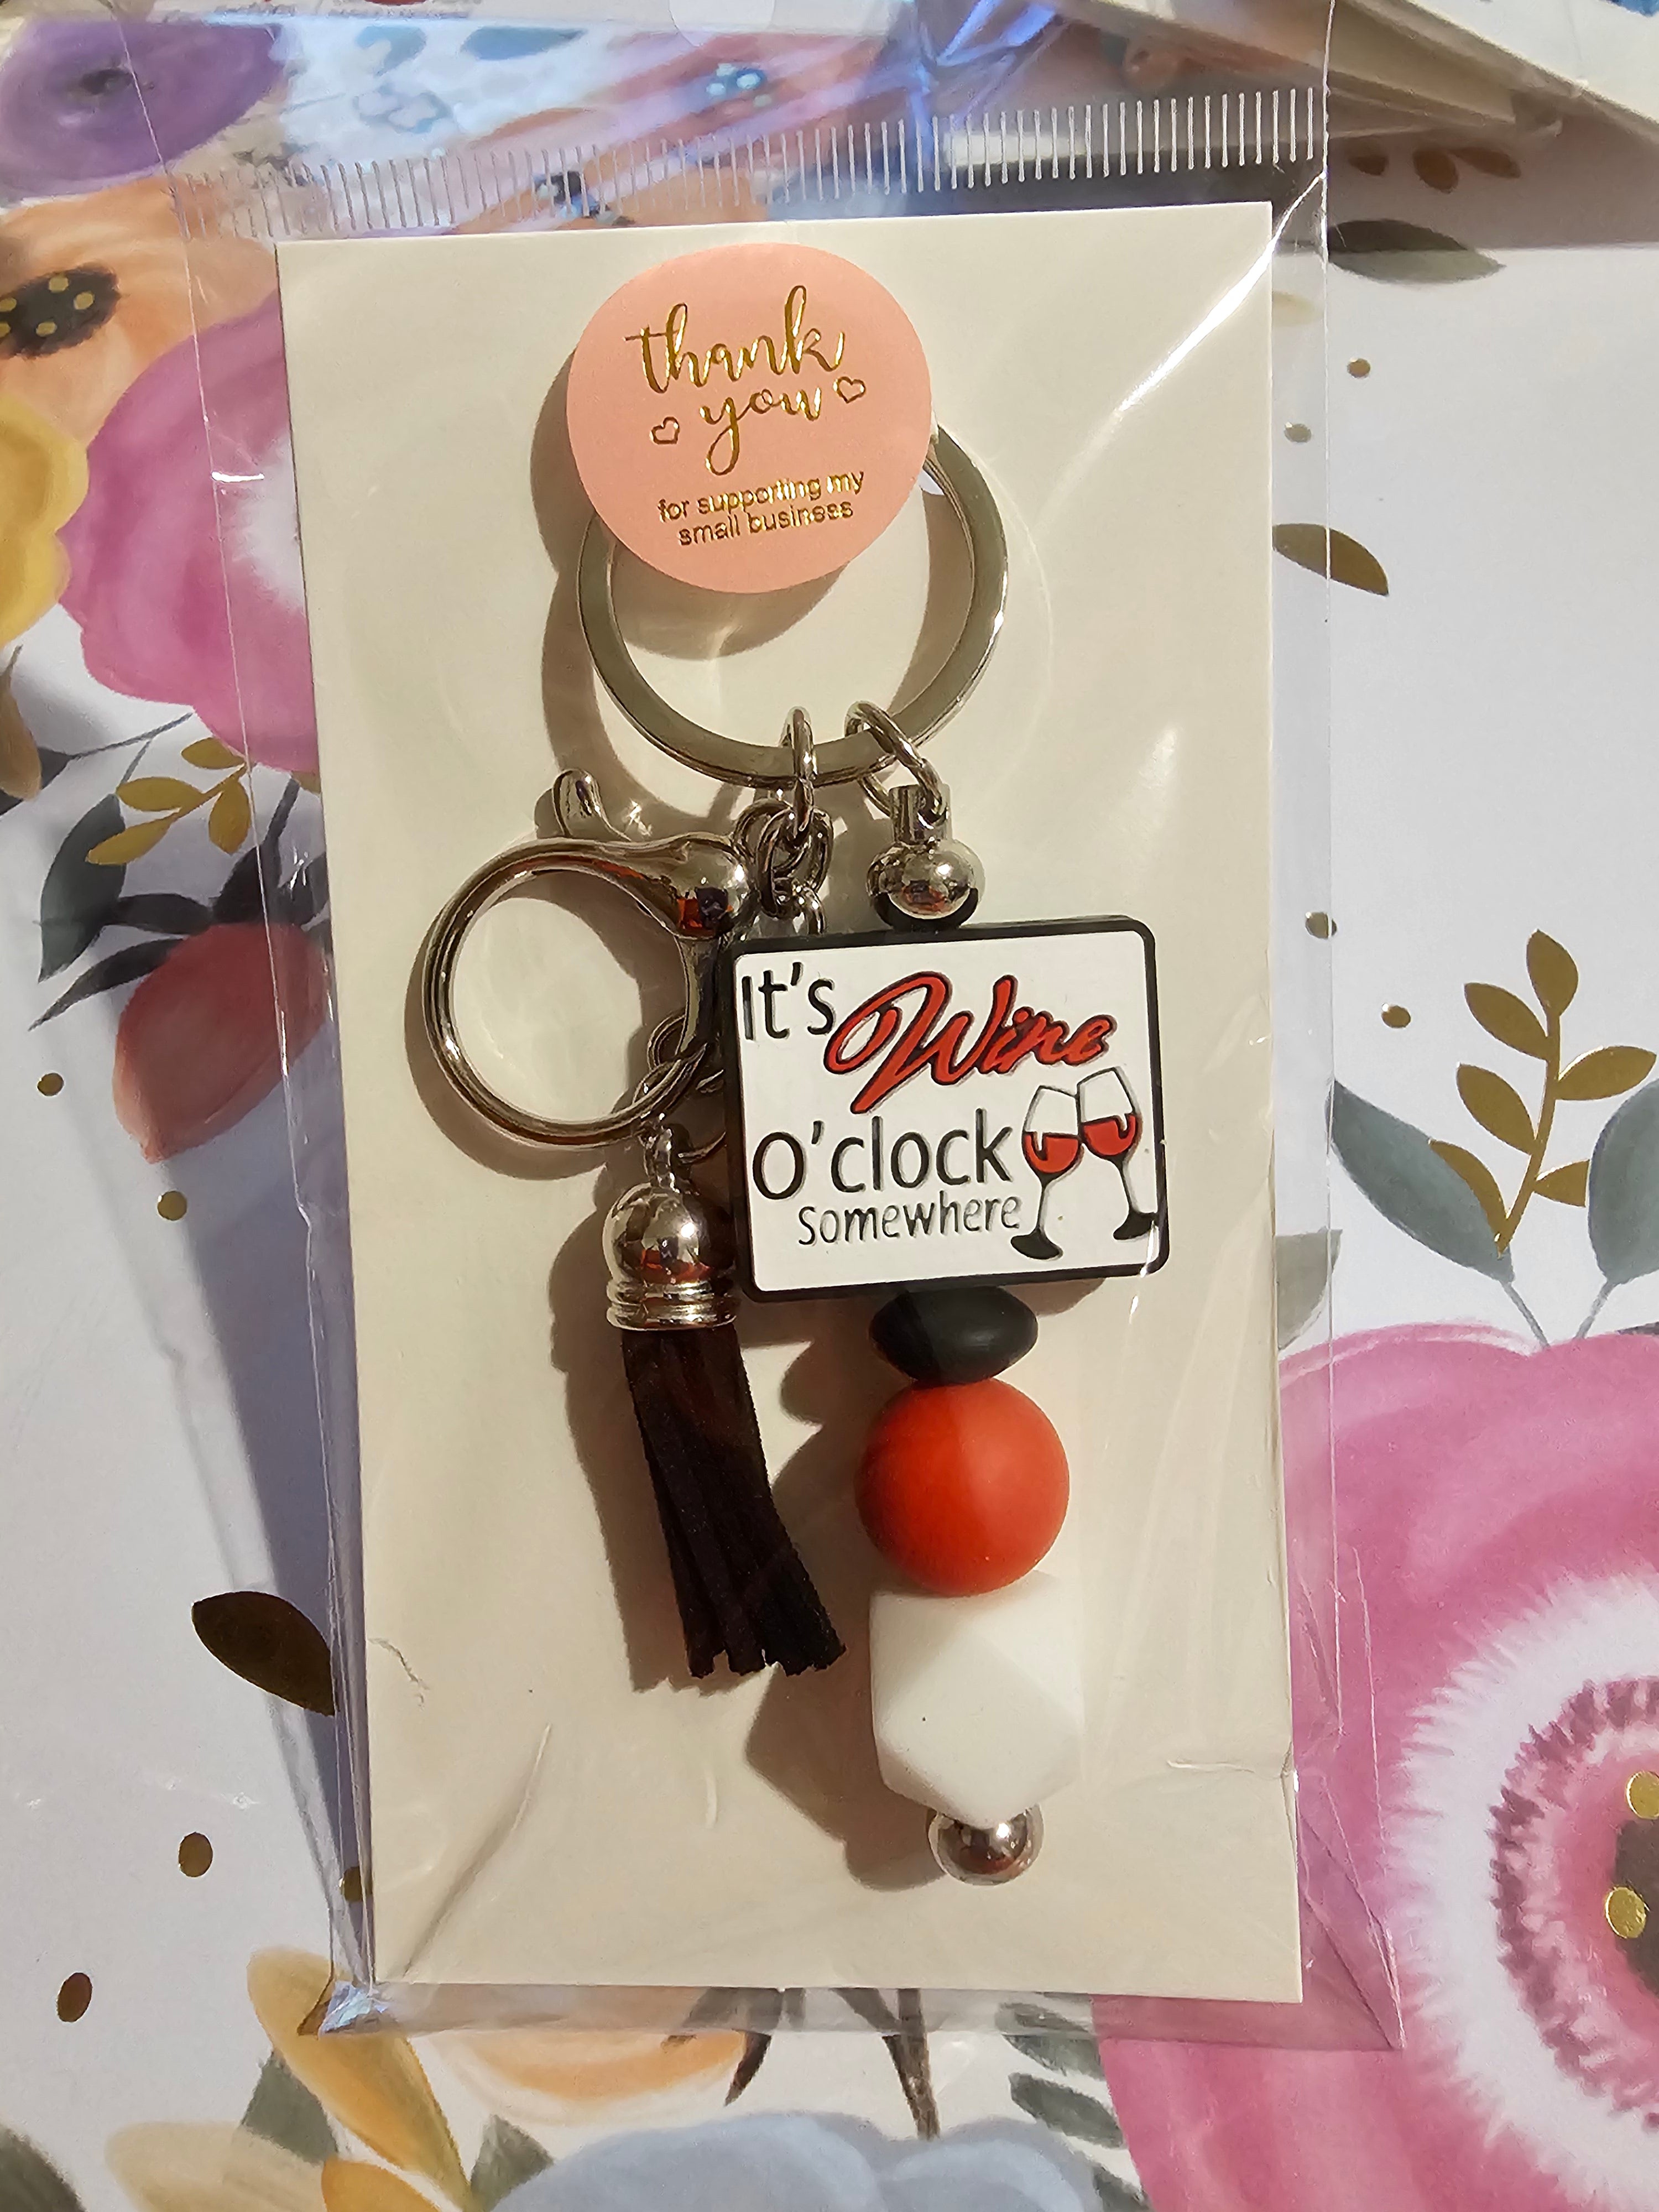 thank
you
for supporting my
small business
It's Wine
O'clock
Somewhere